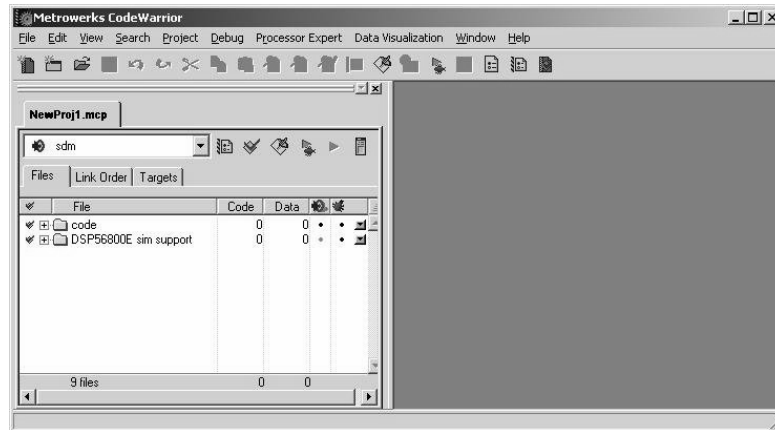 Metrowerks CodeWarrior
File Edit View Search Project Debug Processor Expert Data Visualization Window Help
NewProj1.mcp
sdm
Files Link Order Targets
File Code Data
code 0 0
DSP56800E sim support 0 0
9 files 0 0